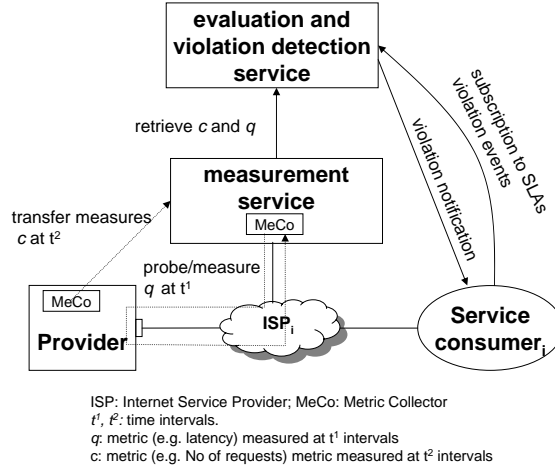 evaluation and
violation detection
service
retrieve c and q
violation notification
subscription to SLAs
violation events
measurement
service
MeCo
transfer measures
c at t²
probe/measure
q at t¹
MeCo
Provider
ISPᵢ
Service
consumerᵢ
ISP: Internet Service Provider; MeCo: Metric Collector
t¹, t²: time intervals.
q: metric (e.g. latency) measured at t¹ intervals
c: metric (e.g. No of requests) metric measured at t² intervals